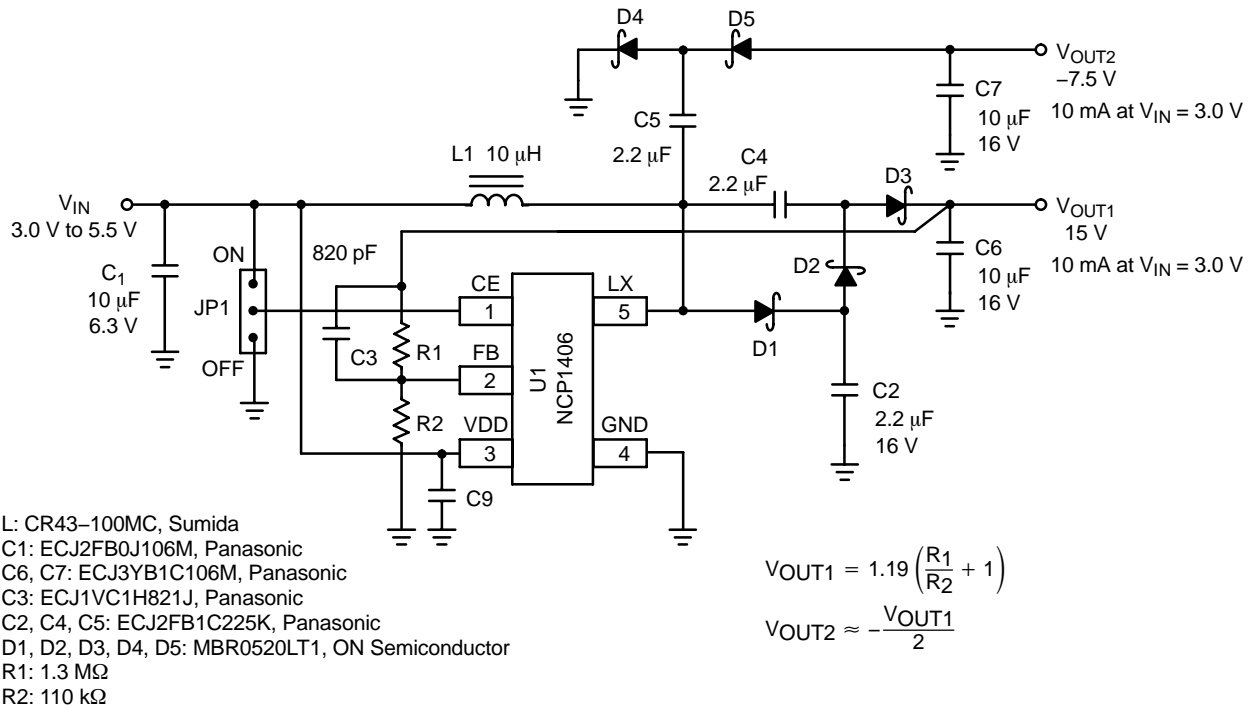 D4
D5
V_OUT2
–7.5 V
10 mA at V_IN = 3.0 V
C7
10 μF
16 V
C5
2.2 μF
L1 10 μH
C4
2.2 μF
D3
V_IN
3.0 V to 5.5 V
V_OUT1
15 V
10 mA at V_IN = 3.0 V
C6
10 μF
16 V
C₁
10 μF
6.3 V
ON
JP1
OFF
820 pF
C3
R1
R2
CE
1
FB
2
VDD
3
U1
NCP1406
LX
5
GND
4
D2
D1
C2
2.2 μF
16 V
C9
L: CR43–100MC, Sumida
C1: ECJ2FB0J106M, Panasonic
C6, C7: ECJ3YB1C106M, Panasonic
C3: ECJ1VC1H821J, Panasonic
C2, C4, C5: ECJ2FB1C225K, Panasonic
D1, D2, D3, D4, D5: MBR0520LT1, ON Semiconductor
R1: 1.3 MΩ
R2: 110 kΩ
V_OUT1 = 1.19 (R₁/R₂ + 1)
V_OUT2 ≈ –V_OUT1/2